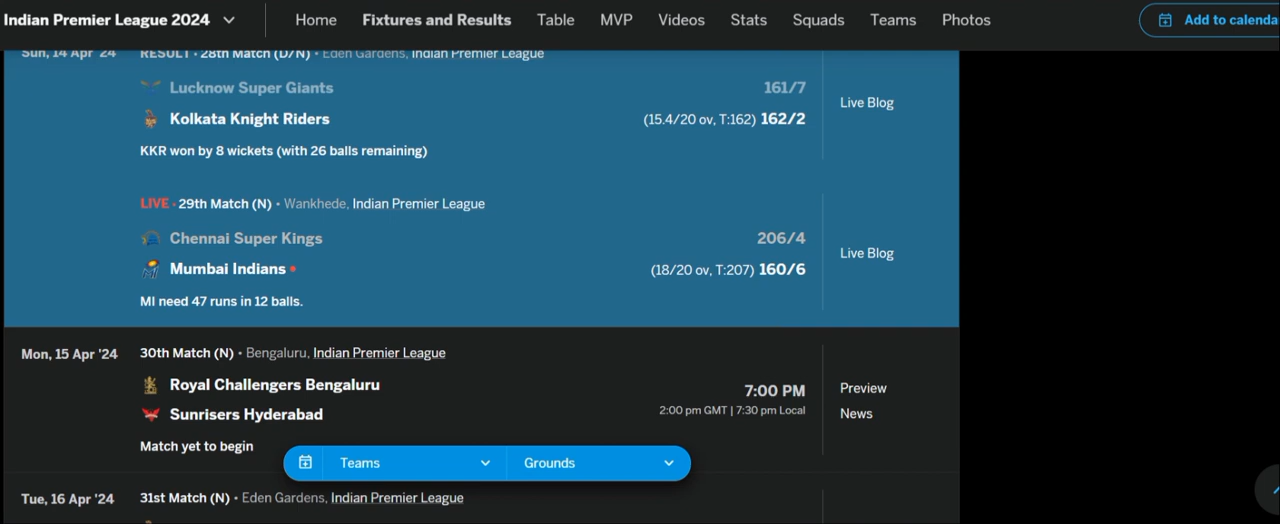 Indian Premier League 2024 Home Fixtures and Results Table MVP Videos Stats Squads Teams Photos Add to calenda
Sun, 14 Apr '24 RESULT • 28th Match (D/N) • Eden Gardens, Indian Premier League
Lucknow Super Giants 161/7
Kolkata Knight Riders (15.4/20 ov, T:162) 162/2
KKR won by 8 wickets (with 26 balls remaining)
Live Blog
LIVE • 29th Match (N) • Wankhede, Indian Premier League
Chennai Super Kings 206/4
Mumbai Indians (18/20 ov, T:207) 160/6
MI need 47 runs in 12 balls.
Live Blog
Mon, 15 Apr '24 30th Match (N) • Bengaluru, Indian Premier League
Royal Challengers Bengaluru
Sunrisers Hyderabad
7:00 PM
2:00 pm GMT | 7:30 pm Local
Match yet to begin
Preview
News
Teams Grounds
Tue, 16 Apr '24 31st Match (N) • Eden Gardens, Indian Premier League